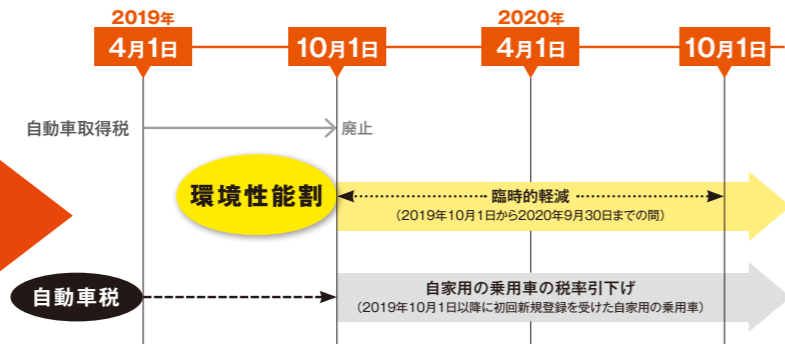 2019年
2020年
4月1日
10月1日
4月1日
10月1日
自動車取得税
廃止
環境性能割
臨時的軽減
（2019年10月1日から2020年9月30日までの間）
自動車税
自家用の乗用車の税率引下げ
（2019年10月1日以降に初回新規登録を受けた自家用の乗用車）